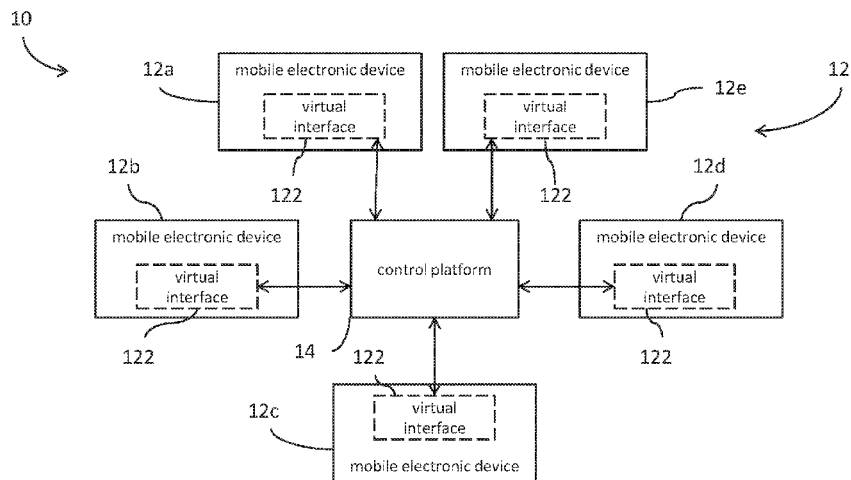 10
12a
mobile electronic device
virtual
interface
122
mobile electronic device
virtual
interface
122
12e
12
12b
mobile electronic device
virtual
interface
122
control platform
14
12d
mobile electronic device
virtual
interface
122
122
12c
virtual
interface
mobile electronic device